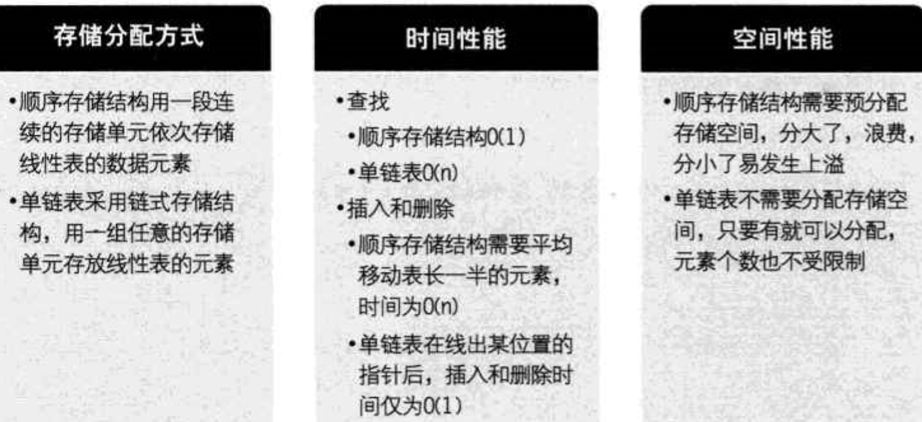 存储分配方式
•顺序存储结构用一段连
续的存储单元依次存储
线性表的数据元素
•单链表采用链式存储结
构，用一组任意的存储
单元存放线性表的元素
时间性能
•查找
•顺序存储结构O(1)
•单链表O(n)
•插入和删除
•顺序存储结构需要平均
移动表长一半的元素，
时间为O(n)
•单链表在线出某位置的
指针后，插入和删除时
间仅为O(1)
空间性能
•顺序存储结构需要预分配
存储空间，分大了，浪费，
分小了易发生上溢
•单链表不需要分配存储空
间，只要有就可以分配，
元素个数也不受限制